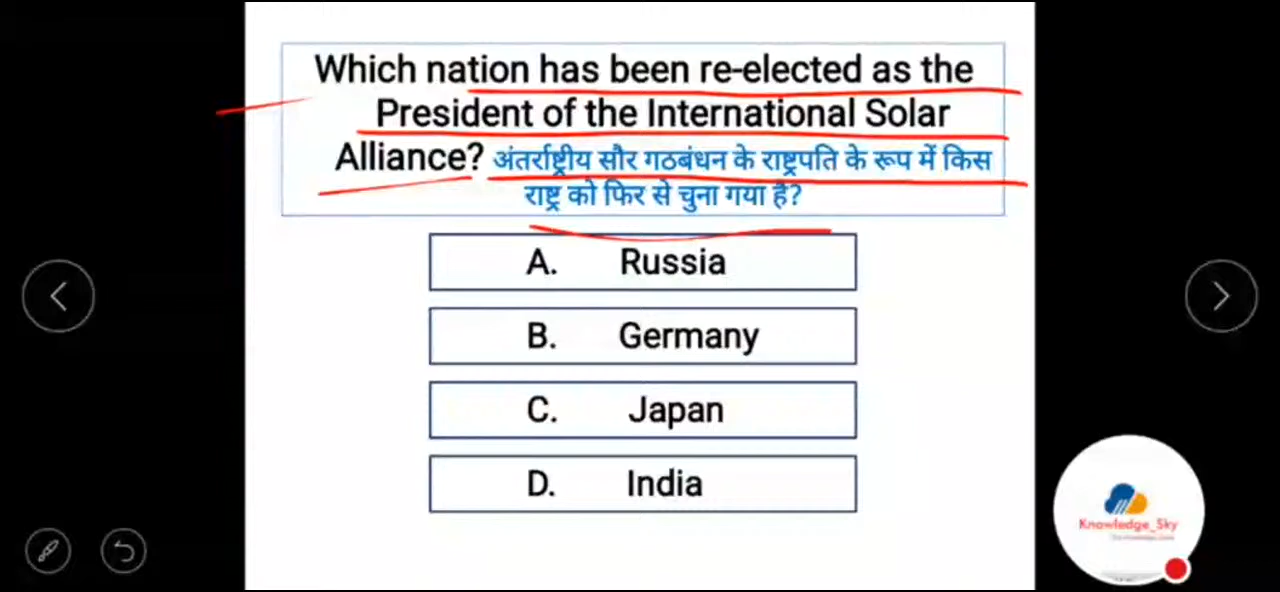 Which nation has been re-elected as the
President of the International Solar
Alliance? अंतर्राष्ट्रीय सौर गठबंधन के राष्ट्रपति के रूप में किस
राष्ट्र को फिर से चुना गया है?
A. Russia
B. Germany
C. Japan
D. India
Knowledge_Sky